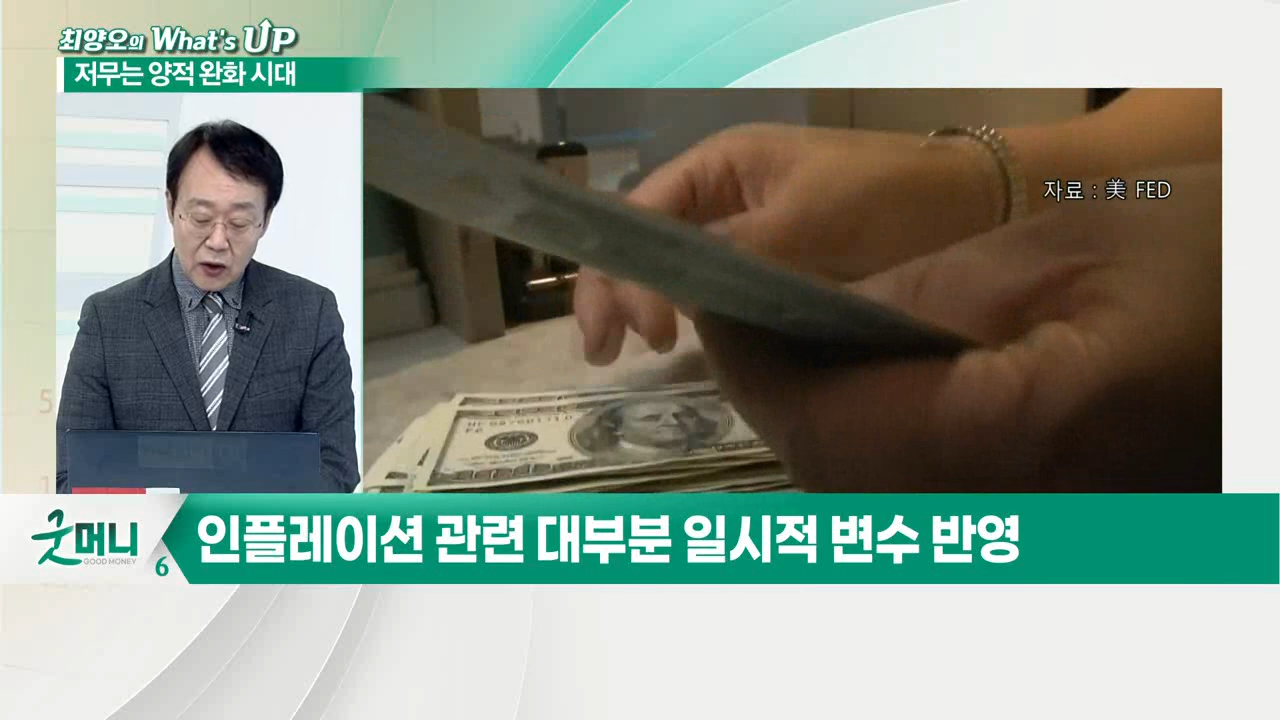 최양오의 What's UP
저무는 양적 완화 시대
자료 : 美 FED
굿머니
GOOD MONEY
6
인플레이션 관련 대부분 일시적 변수 반영
5
1